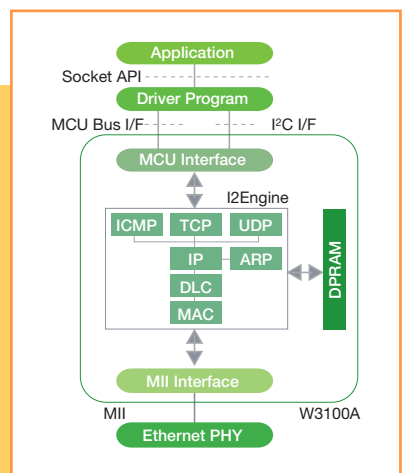 Application
Socket API
Driver Program
MCU Bus I/F I²C I/F
MCU Interface
I2Engine
ICMP TCP UDP
IP ARP
DLC
MAC
DPRAM
MII Interface
MII W3100A
Ethernet PHY